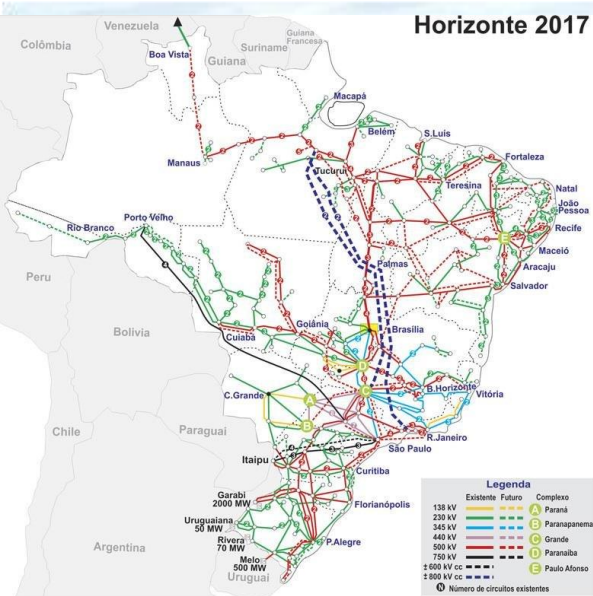 Horizonte 2017
Venezuela
Colômbia
Guiana
Suriname
Guiana
Francesa
Boa Vista
Macapá
Belém
S.Luis
Manaus
Fortaleza
Tucuruí
Teresina
Natal
João
Pessoa
Recife
Maceió
Aracaju
Salvador
Porto Velho
Rio Branco
Palmas
Peru
Bolívia
Cuiabá
Goiânia
Brasília
D
C
E
B.Horizonte
Vitória
C.Grande
A
B
Chile
Paraguai
São Paulo
R.Janeiro
Itaipu
Curitiba
Garabi
2000 MW
Florianópolis
Uruguaiana
50 MW
Rivera
70 MW
Melo
500 MW
P.Alegre
Argentina
Uruguai
Legenda
Existente Futuro Complexo
138 kV A Paraná
230 kV B Paranapanema
345 kV
440 kV C Grande
500 kV D Paranaíba
750 kV
±600 kV cc E Paulo Afonso
±800 kV cc
N Número de circuitos existentes